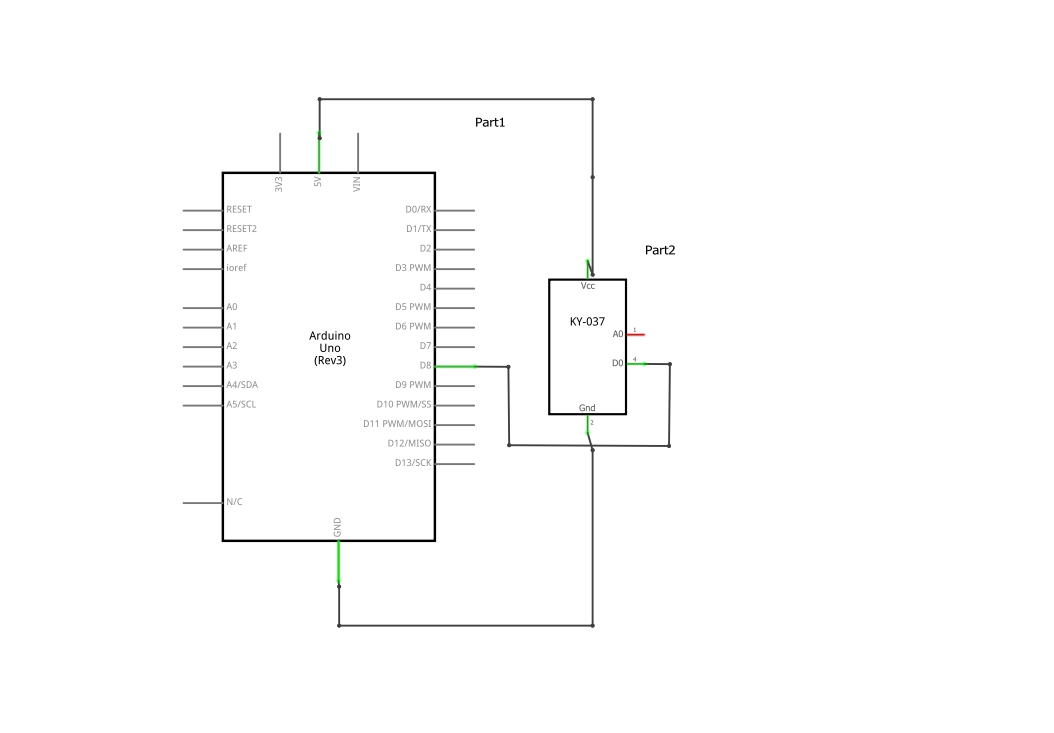 Part1
3V3
5V
VIN
RESET
RESET2
AREF
ioref
A0
A1
A2
A3
A4/SDA
A5/SCL
N/C
Arduino
Uno
(Rev3)
D0/RX
D1/TX
D2
D3 PWM
D4
D5 PWM
D6 PWM
D7
D8
D9 PWM
D10 PWM/SS
D11 PWM/MOSI
D12/MISO
D13/SCK
GND
Part2
Vcc
KY-037
A0
1
D0
4
Gnd
2